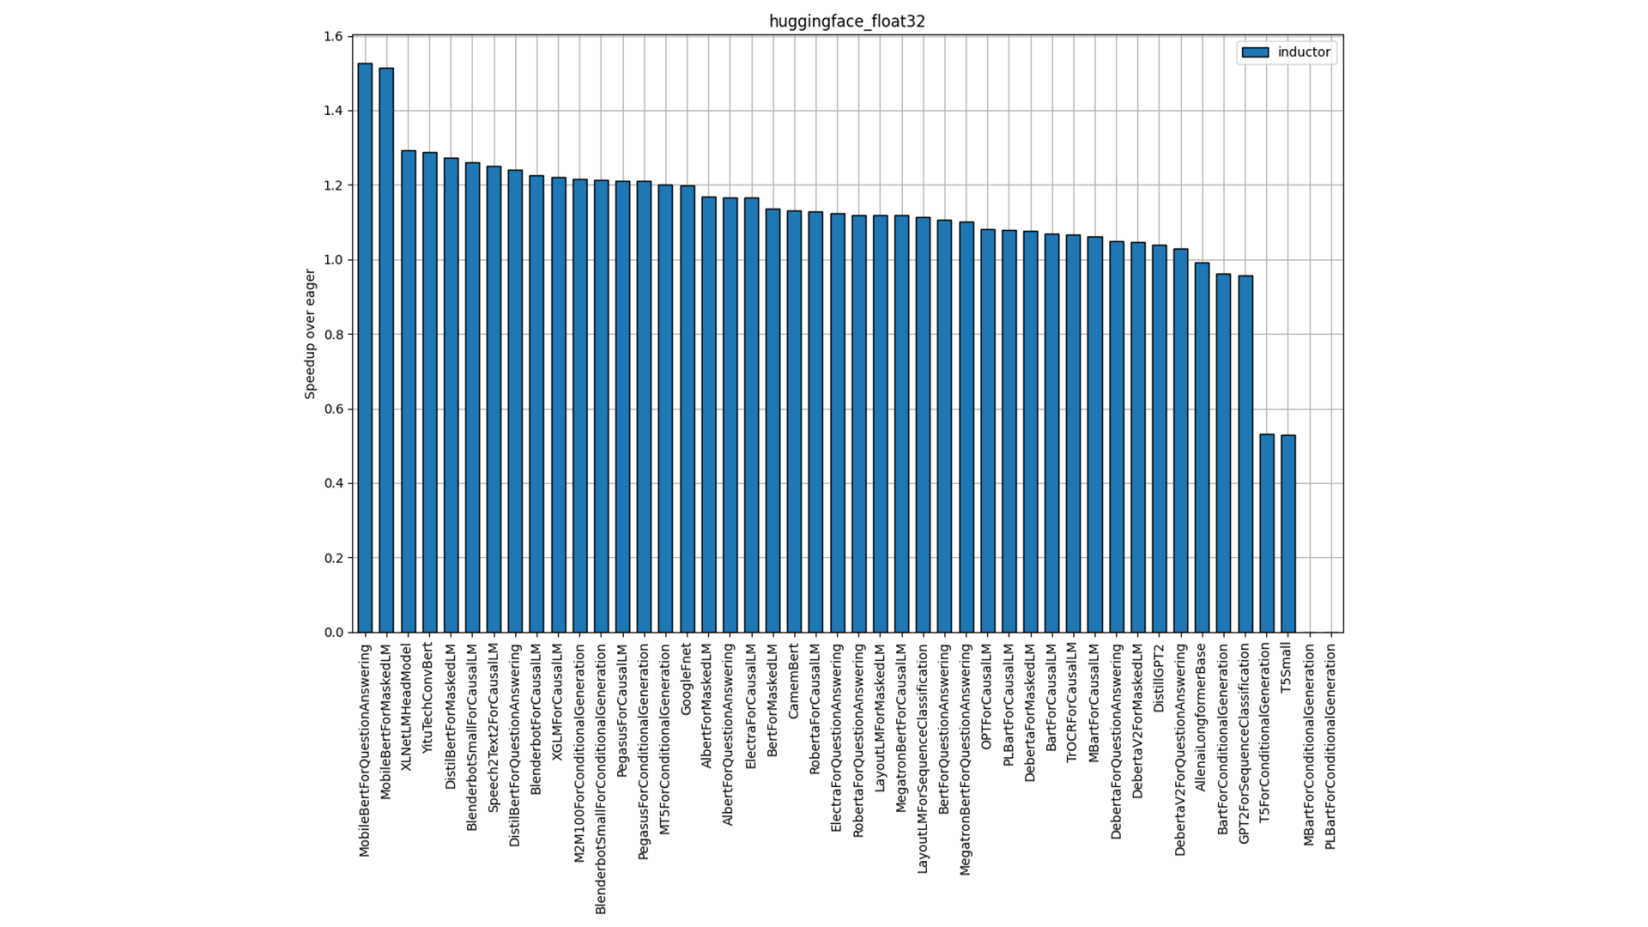 huggingface_float32
inductor
Speedup over eager
1.6
1.4
1.2
1.0
0.8
0.6
0.4
0.2
0.0
MobileBertForQuestionAnswering
MobileBertForMaskedLM
XLNetLMHeadModel
YituTechConvBert
DistilBertForMaskedLM
BlenderbotSmallForCausalLM
Speech2Text2ForCausalLM
DistilBertForQuestionAnswering
BlenderbotForCausalLM
XGLMForCausalLM
M2M100ForConditionalGeneration
BlenderbotSmallForConditionalGeneration
PegasusForCausalLM
PegasusForConditionalGeneration
MT5ForConditionalGeneration
GoogleFnet
AlbertForMaskedLM
AlbertForQuestionAnswering
ElectraForCausalLM
BertForMaskedLM
CamemBert
RobertaForCausalLM
ElectraForQuestionAnswering
RobertaForQuestionAnswering
LayoutLMForMaskedLM
MegatronBertForCausalLM
LayoutLMForSequenceClassification
BertForQuestionAnswering
MegatronBertForQuestionAnswering
OPTForCausalLM
PLBartForCausalLM
DebertaForMaskedLM
BartForCausalLM
TrOCRForCausalLM
MBartForCausalLM
DebertaForQuestionAnswering
DebertaV2ForMaskedLM
DistillGPT2
DebertaV2ForQuestionAnswering
AllenaiLongformerBase
BartForConditionalGeneration
GPT2ForSequenceClassification
T5ForConditionalGeneration
T5Small
MBartForConditionalGeneration
PLBartForConditionalGeneration